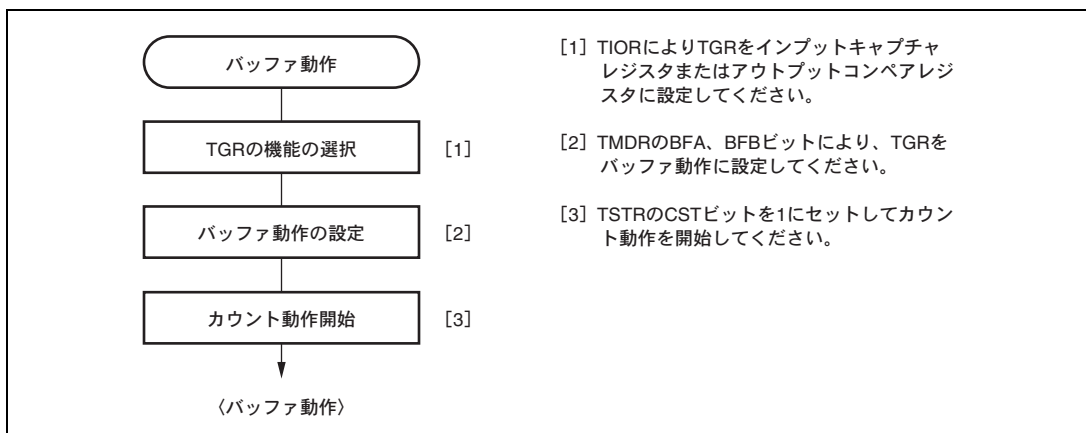 バッファ動作
TGRの機能の選択 [1]
バッファ動作の設定 [2]
カウント動作開始 [3]
〈バッファ動作〉
[1] TIORによりTGRをインプットキャプチャ
レジスタまたはアウトプットコンペアレジ
スタに設定してください。
[2] TMDRのBFA、BFBビットにより、TGRを
バッファ動作に設定してください。
[3] TSTRのCSTビットを1にセットしてカウン
ト動作を開始してください。